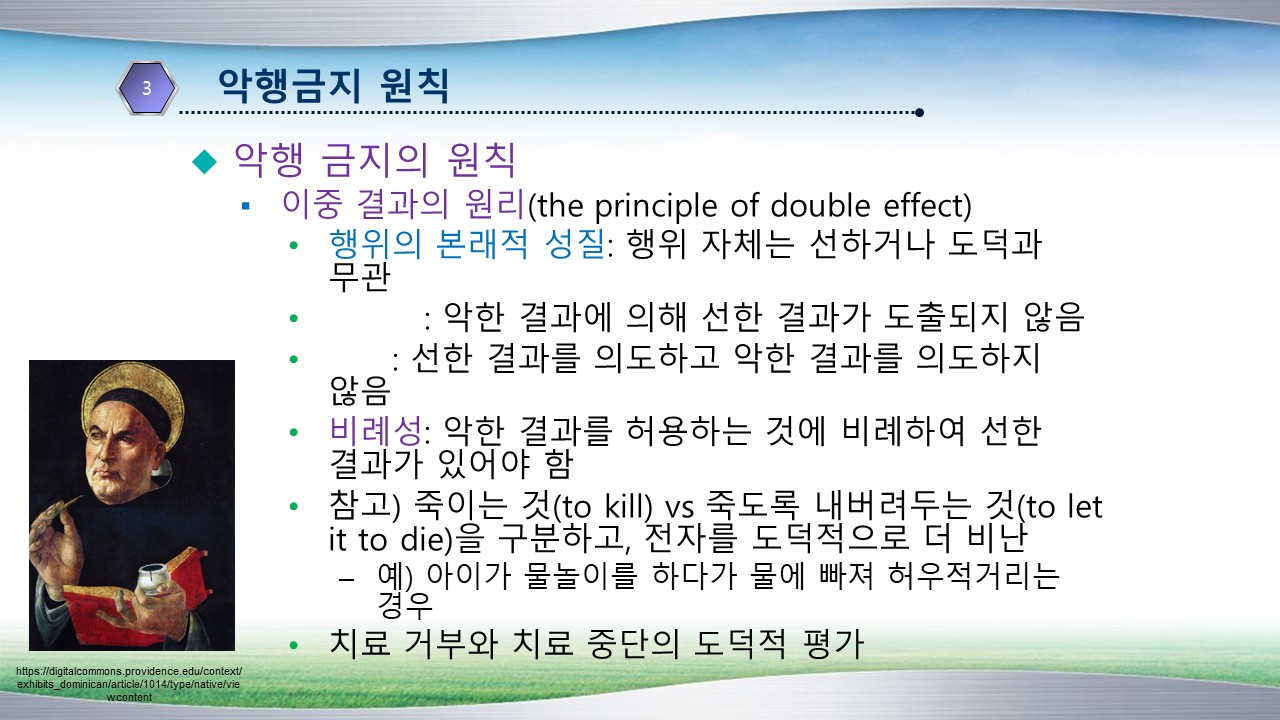 3
악행금지 원칙
악행 금지의 원칙
이중 결과의 원리(the principle of double effect)
행위의 본래적 성질: 행위 자체는 선하거나 도덕과
무관
: 악한 결과에 의해 선한 결과가 도출되지 않음
: 선한 결과를 의도하고 악한 결과를 의도하지
않음
비례성: 악한 결과를 허용하는 것에 비례하여 선한
결과가 있어야 함
참고) 죽이는 것(to kill) vs 죽도록 내버려두는 것(to let
it to die)을 구분하고, 전자를 도덕적으로 더 비난
– 예) 아이가 물놀이를 하다가 물에 빠져 허우적거리는
경우
치료 거부와 치료 중단의 도덕적 평가
https://digitalcommons.providence.edu/context/
exhibits_dominican/article/1014/type/native/vie
wcontent